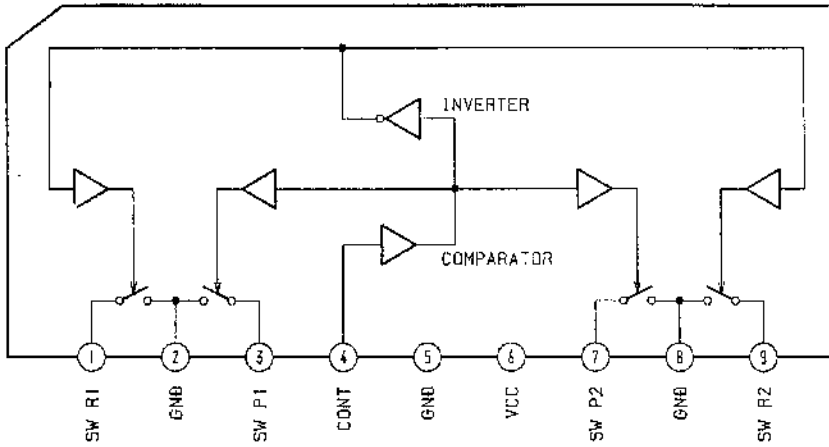 INVERTER
COMPARATOR
1 2 3 4 5 6 7 8 9
SW R1
GND
SW P1
CONT
GND
VCC
SW P2
GND
SW R2